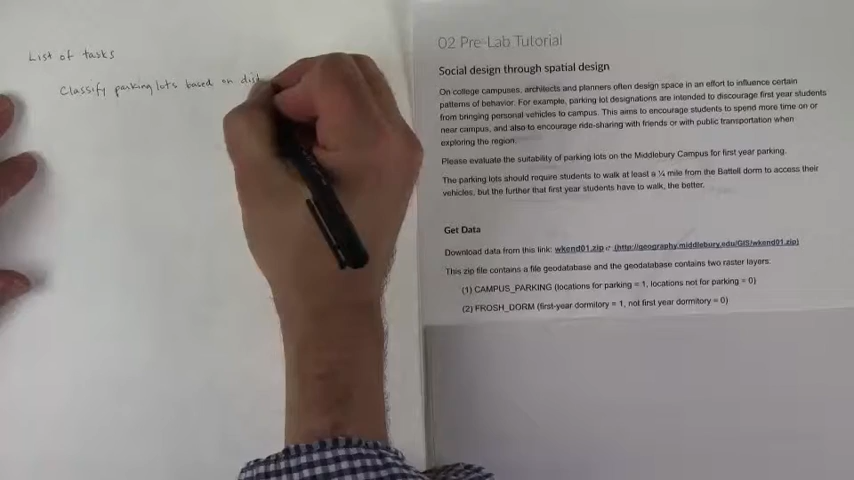 List of tasks
Classify parking lots based on dist
02 Pre-Lab Tutorial
Social design through spatial design
On college campuses, architects and planners often design space in an effort to influence certain
patterns of behavior. For example, parking lot designations are intended to discourage first year students
from bringing personal vehicles to campus. This aims to encourage students to spend more time on or
near campus, and also to encourage ride-sharing with friends or with public transportation when
exploring the region.
Please evaluate the suitability of parking lots on the Middlebury Campus for first year parking.
The parking lots should require students to walk at least a ¼ mile from the Battell dorm to access their
vehicles, but the further that first year students have to walk, the better.
Get Data
Download data from this link: wkend01.zip (http://geography.middlebury.edu/GIS/wkend01.zip)
This zip file contains a file geodatabase and the geodatabase contains two raster layers:
(1) CAMPUS_PARKING (locations for parking = 1, locations not for parking = 0)
(2) FROSH_DORM (first-year dormitory = 1, not first year dormitory = 0)